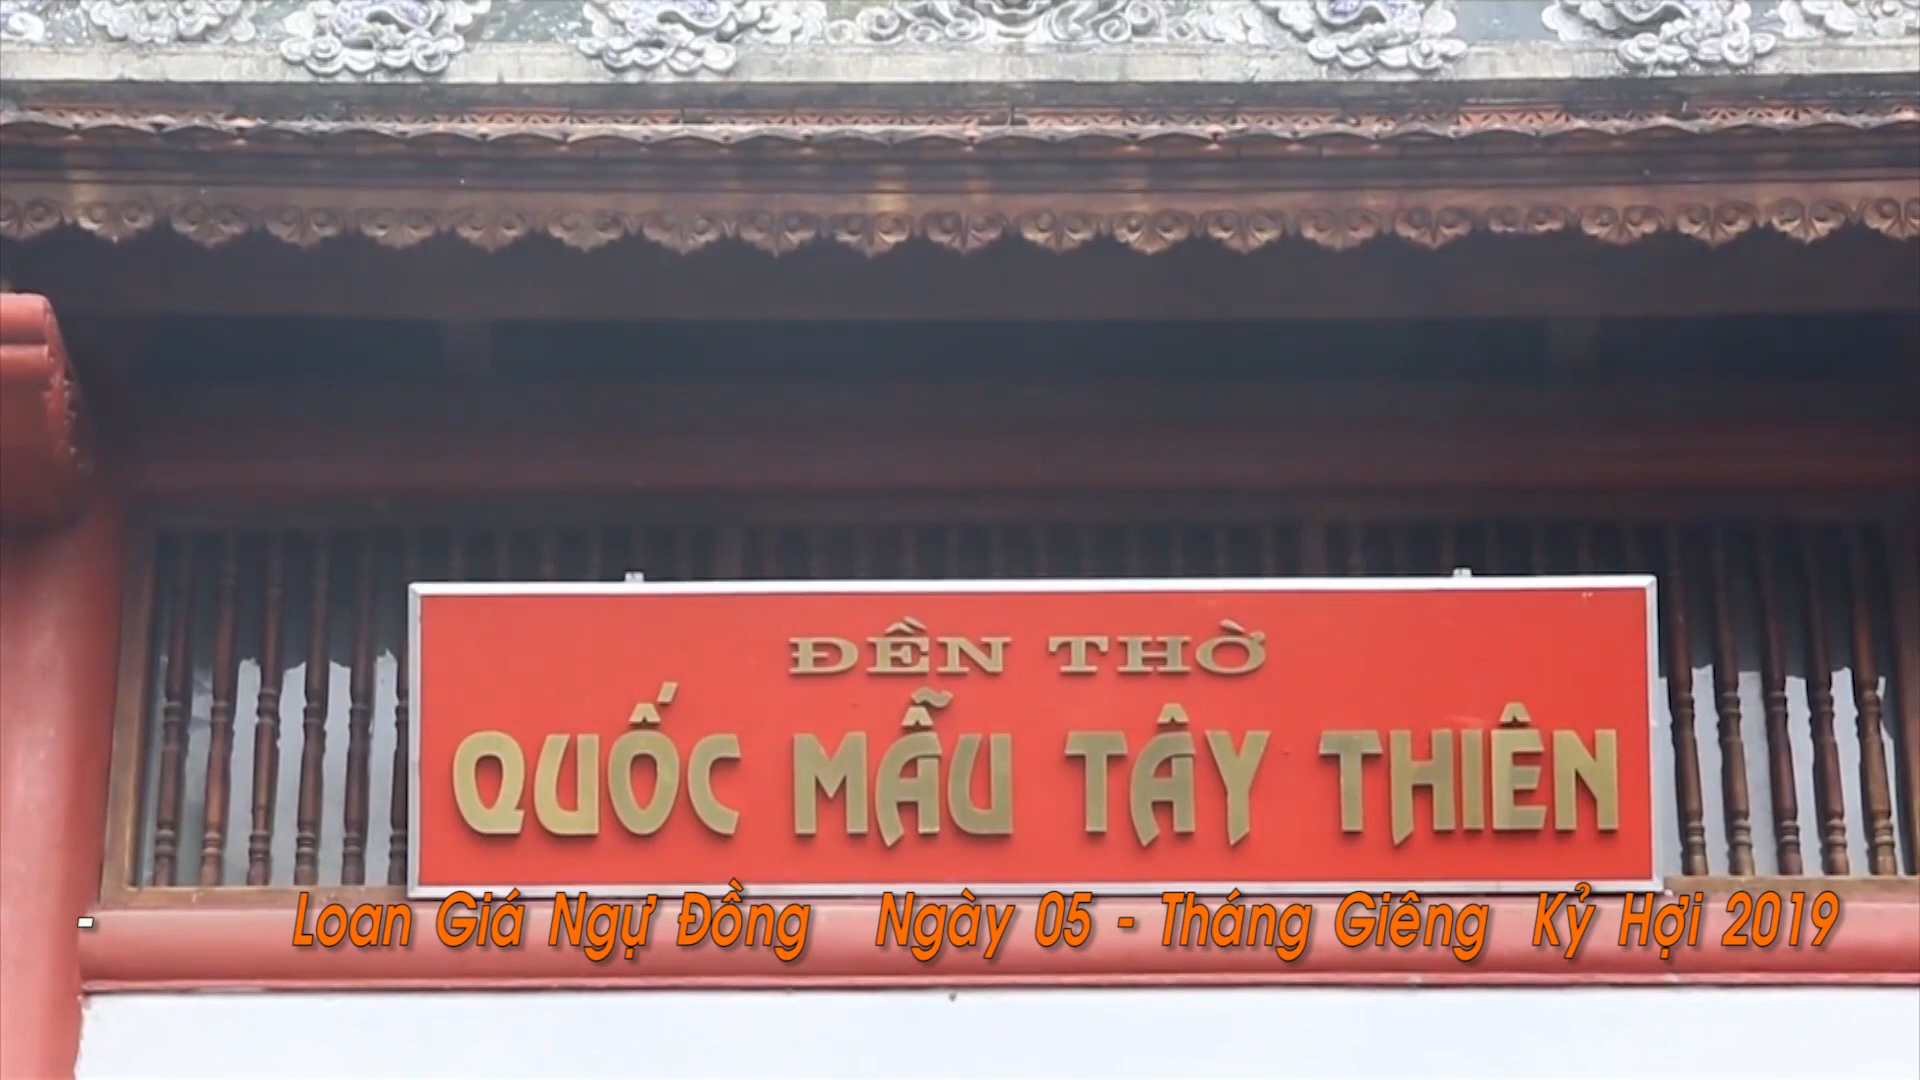 ĐỀN THỜ
QUỐC MẪU TÂY THIÊN
- Loan Giá Ngự Đồng Ngày 05 - Tháng Giêng Kỷ Hợi 2019